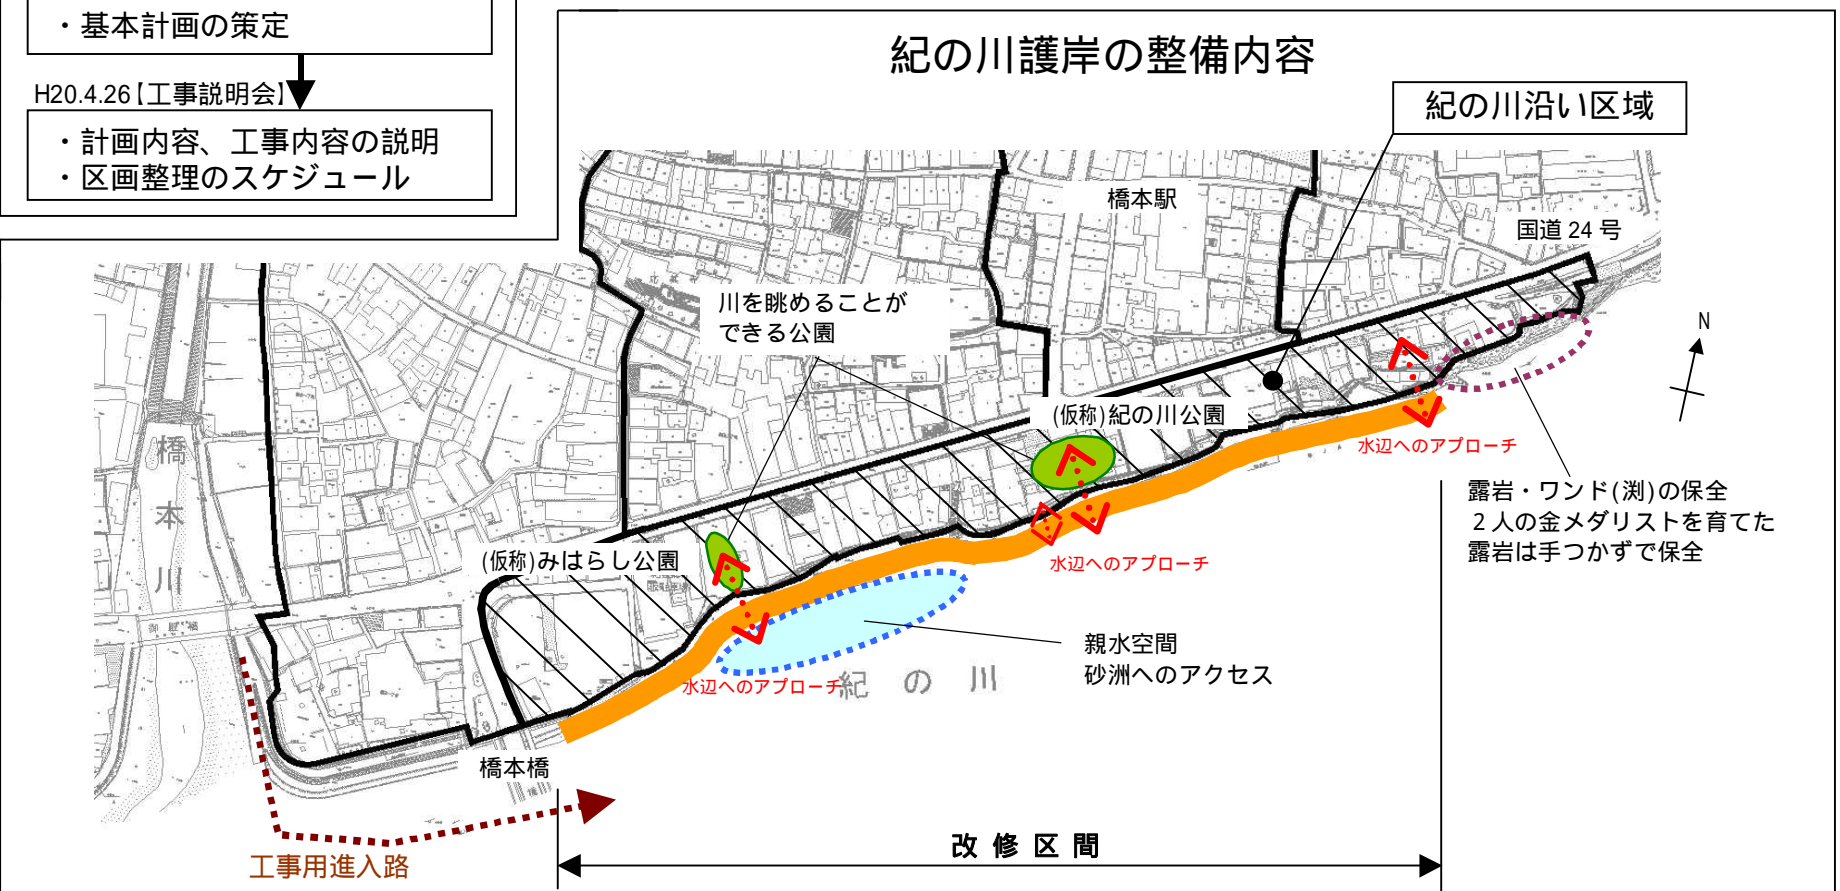 ・基本計画の策定
H20.4.26【工事説明会】
・計画内容、工事内容の説明
・区画整理のスケジュール
紀の川護岸の整備内容
紀の川沿い区域
橋本駅
国道24号
川を眺めることが
できる公園
N
(仮称)紀の川公園
水辺へのアプローチ
露岩・ワンド(渕)の保全
２人の金メダリストを育てた
露岩は手つかずで保全
橋本川
(仮称)みはらし公園
水辺へのアプローチ
御殿橋
親水空間
砂洲へのアクセス
水辺へのアプローチ
紀の川
橋本橋
改修区間
工事用進入路